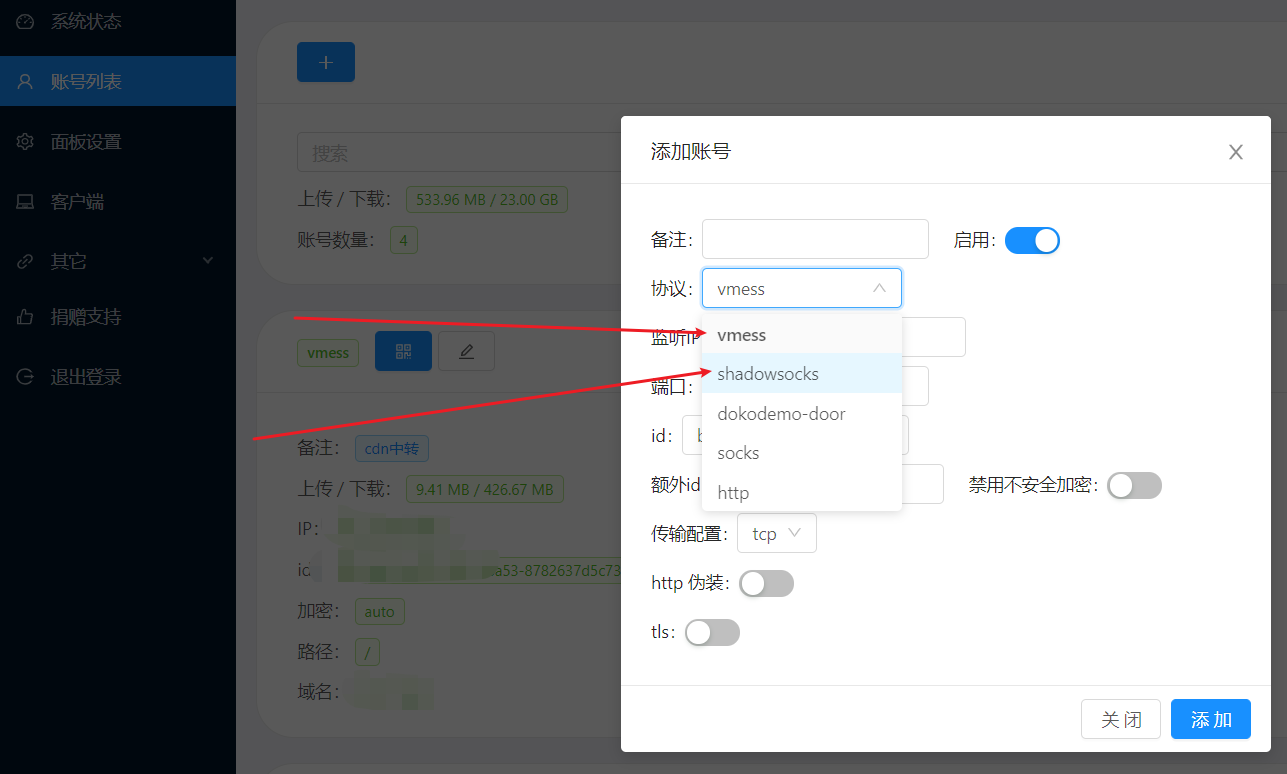 系统状态
账号列表
面板设置
客户端
其它
捐赠支持
退出登录
搜索
上传 / 下载： 533.96 MB / 23.00 GB
账号数量： 4
vmess
备注： cdn中转
上传 / 下载： 9.41 MB / 426.67 MB
IP：
a53-8782637d5c73
加密： auto
路径： /
域名：
添加账号
备注： 启用：
协议： vmess
监听IP
vmess
shadowsocks
端口：
dokodemo-door
id：
socks
额外id 禁用不安全加密：
http
传输配置： tcp
http 伪装：
tls：
关 闭 添 加